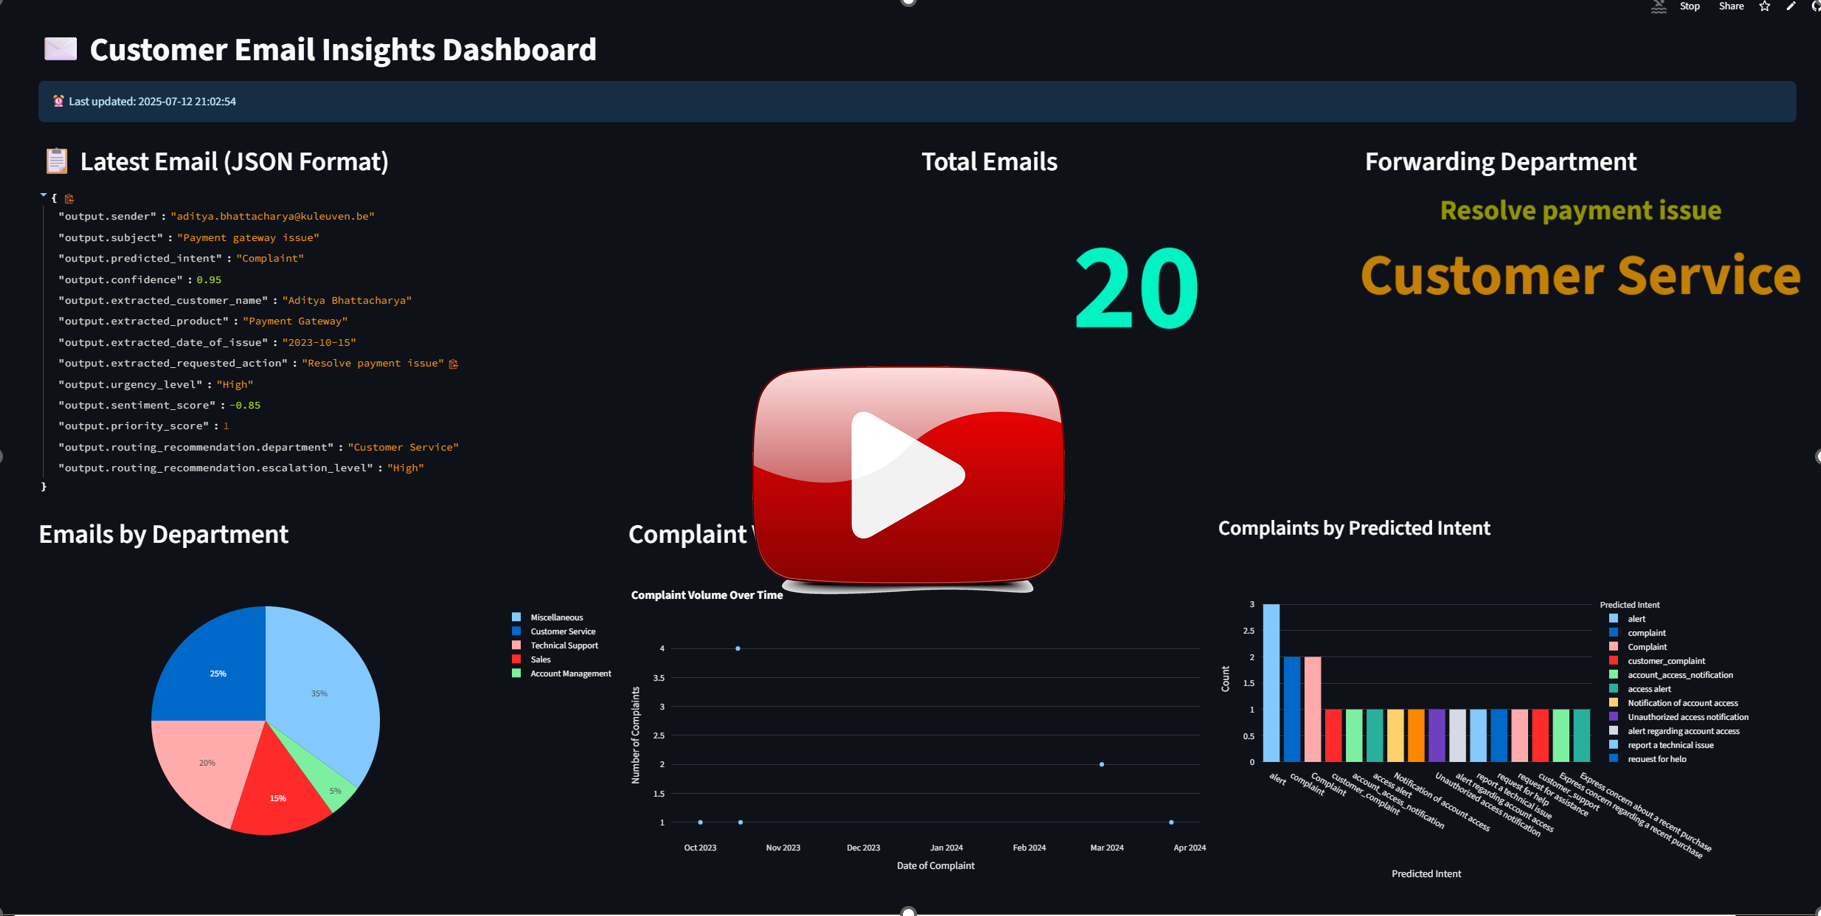 Stop Share
Customer Email Insights Dashboard
Last updated: 2025-07-12 21:02:54
Latest Email (JSON Format)
{
"output.sender" : "aditya.bhattacharya@kuleuven.be"
"output.subject" : "Payment gateway issue"
"output.predicted_intent" : "Complaint"
"output.confidence" : 0.95
"output.extracted_customer_name" : "Aditya Bhattacharya"
"output.extracted_product" : "Payment Gateway"
"output.extracted_date_of_issue" : "2023-10-15"
"output.extracted_requested_action" : "Resolve payment issue"
"output.urgency_level" : "High"
"output.sentiment_score" : -0.85
"output.priority_score" : 1
"output.routing_recommendation.department" : "Customer Service"
"output.routing_recommendation.escalation_level" : "High"
}
Total Emails
20
Forwarding Department
Resolve payment issue
Customer Service
Emails by Department
35%
25%
20%
15%
5%
Miscellaneous
Customer Service
Technical Support
Sales
Account Management
Complaint
Complaint Volume Over Time
Number of Complaints
4
3.5
3
2.5
2
1.5
1
Oct 2023 Nov 2023 Dec 2023 Jan 2024 Feb 2024 Mar 2024 Apr 2024
Date of Complaint
Complaints by Predicted Intent
Count
3
2.5
2
1.5
1
0.5
0
alert
complaint
Complaint
customer_complaint
account_access_notification
access alert
Notification of account access
Unauthorized access notification
alert regarding account access
report a technical issue
request for help
request for assistance
customer_support
Express concern regarding a recent purchase
Express concern about a recent purchase
Predicted Intent
Predicted Intent
alert
complaint
Complaint
customer_complaint
account_access_notification
access alert
Notification of account access
Unauthorized access notification
alert regarding account access
report a technical issue
request for help